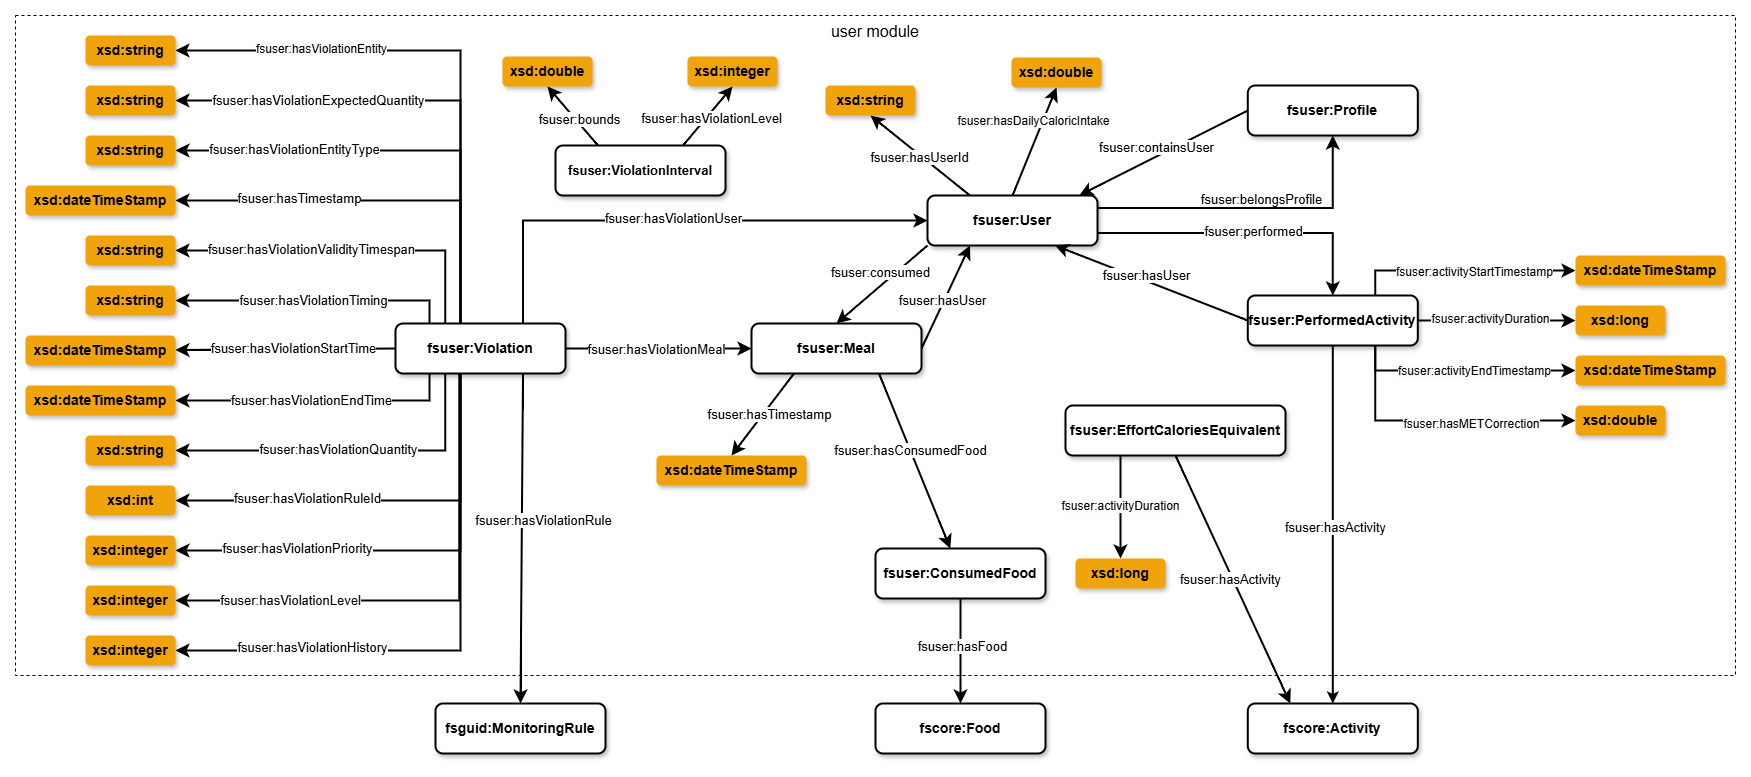 user module
xsd:string
fsuser:hasViolationEntity
xsd:string
fsuser:hasViolationExpectedQuantity
xsd:string
fsuser:hasViolationEntityType
xsd:dateTimeStamp
fsuser:hasTimestamp
xsd:string
fsuser:hasViolationValidityTimespan
xsd:string
fsuser:hasViolationTiming
xsd:dateTimeStamp
fsuser:hasViolationStartTime
xsd:dateTimeStamp
fsuser:hasViolationEndTime
xsd:string
fsuser:hasViolationQuantity
xsd:int
fsuser:hasViolationRuleId
xsd:integer
fsuser:hasViolationPriority
xsd:integer
fsuser:hasViolationLevel
xsd:integer
fsuser:hasViolationHistory
fsuser:Violation
fsuser:hasViolationUser
fsuser:hasViolationMeal
fsuser:hasViolationRule
fsguid:MonitoringRule
xsd:double
xsd:integer
fsuser:bounds
fsuser:hasViolationLevel
fsuser:ViolationInterval
xsd:string
xsd:double
fsuser:hasUserId
fsuser:hasDailyCaloricIntake
fsuser:User
fsuser:Profile
fsuser:containsUser
fsuser:belongsProfile
fsuser:performed
fsuser:hasUser
fsuser:consumed
fsuser:hasUser
fsuser:Meal
fsuser:hasTimestamp
xsd:dateTimeStamp
fsuser:hasConsumedFood
fsuser:ConsumedFood
fsuser:hasFood
fscore:Food
fsuser:PerformedActivity
fsuser:activityStartTimestamp
xsd:dateTimeStamp
fsuser:activityDuration
xsd:long
fsuser:activityEndTimestamp
xsd:dateTimeStamp
fsuser:hasMETCorrection
xsd:double
fsuser:EffortCaloriesEquivalent
fsuser:activityDuration
xsd:long
fsuser:hasActivity
fsuser:hasActivity
fscore:Activity